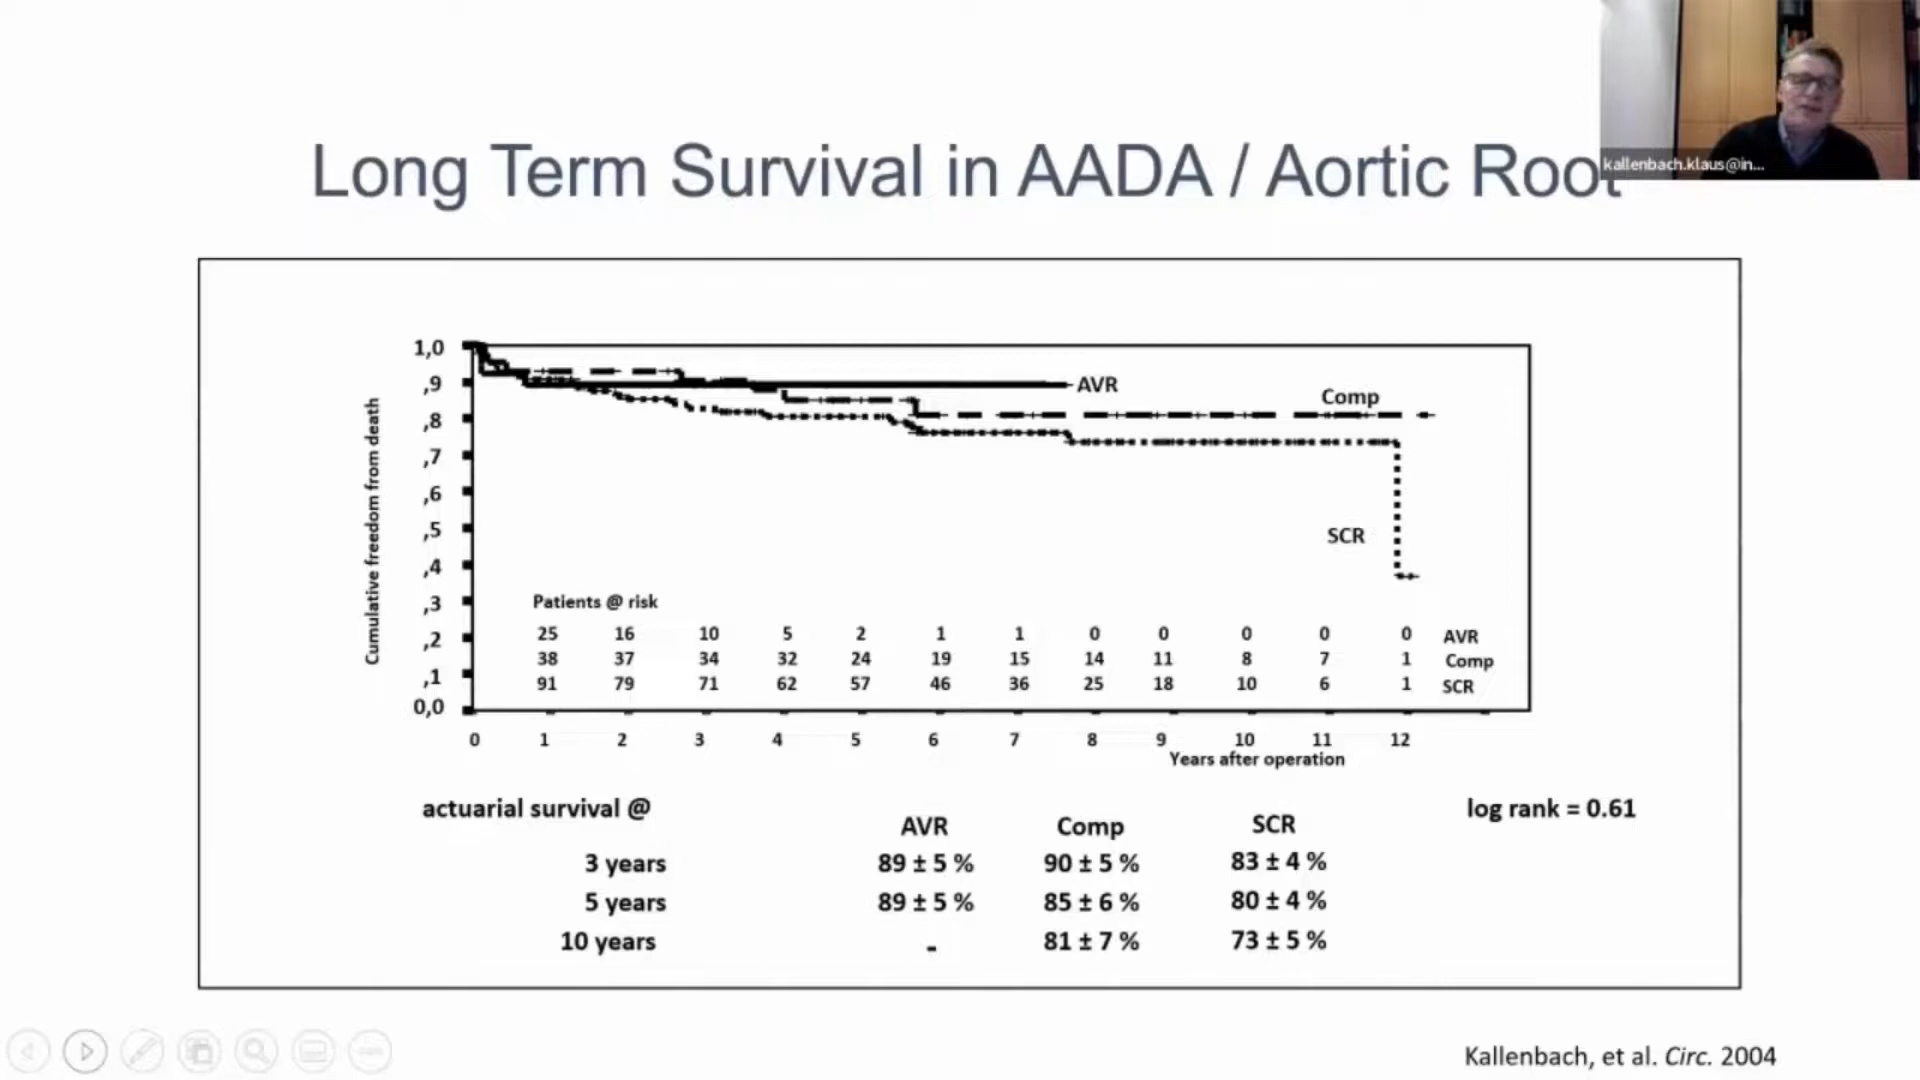 kallenbach.klaus@in...
Long Term Survival in AADA / Aortic Root
Cumulative freedom from death
1,0
,9
,8
,7
,6
,5
,4
,3
,2
,1
0,0
AVR
Comp
SCR
Patients @ risk
25 16 10 5 2 1 1 0 0 0 0 0 AVR
38 37 34 32 24 19 15 14 11 8 7 1 Comp
91 79 71 62 57 46 36 25 18 10 6 1 SCR
0 1 2 3 4 5 6 7 8 9 10 11 12
Years after operation
actuarial survival @
log rank = 0.61
AVR Comp SCR
3 years 89 ± 5 % 90 ± 5 % 83 ± 4 %
5 years 89 ± 5 % 85 ± 6 % 80 ± 4 %
10 years - 81 ± 7 % 73 ± 5 %
Kallenbach, et al. Circ. 2004